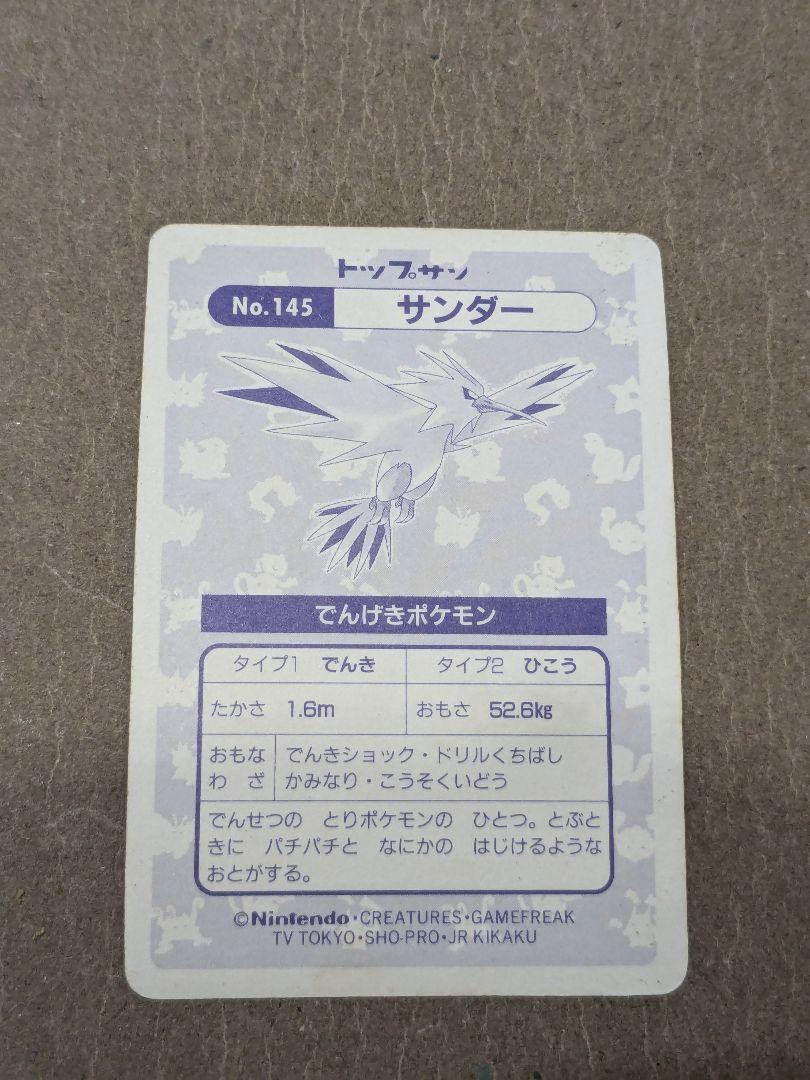 トップサン
No.145 サンダー
でんげきポケモン
タイプ1 でんき タイプ2 ひこう
たかさ 1.6m おもさ 52.6kg
おもな でんきショック・ドリルくちばし
わ ざ かみなり・こうそくいどう
でんせつの とりポケモンの ひとつ。とぶと
きに パチパチと なにかの はじけるような
おとがする。
©Nintendo・CREATURES・GAMEFREAK
TV TOKYO・SHO-PRO・JR KIKAKU